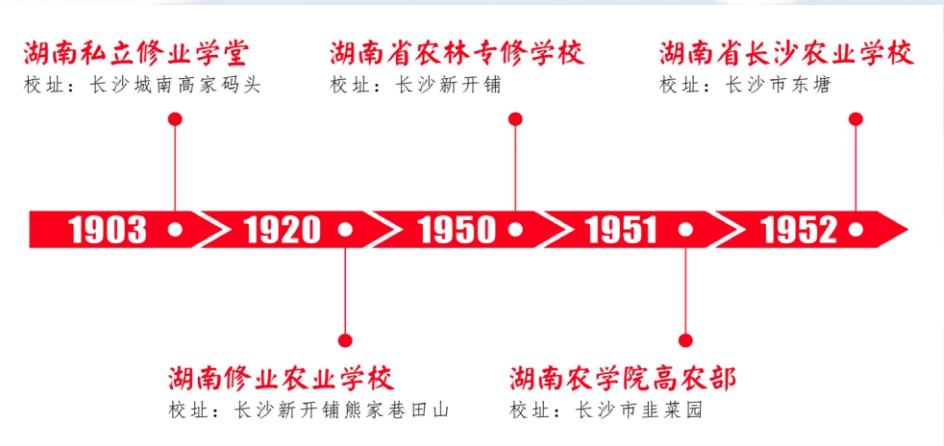 湖南私立修业学堂
校址：长沙城南高家码头
湖南省农林专修学校
校址：长沙新开铺
湖南省长沙农业学校
校址：长沙市东塘
1903
1920
1950
1951
1952
湖南修业农业学校
校址：长沙新开铺熊家巷田山
湖南农学院高农部
校址：长沙市韭菜园